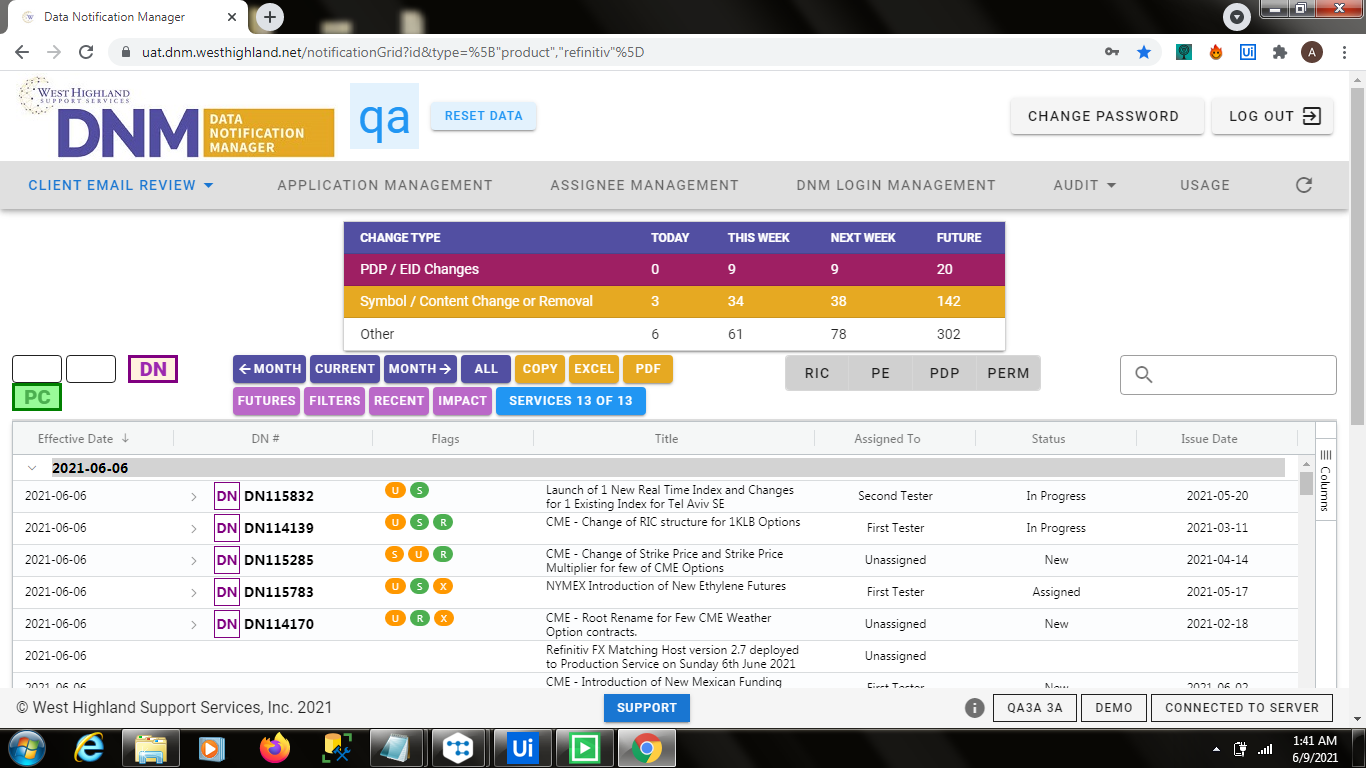 Data Notification Manager
uat.dnm.westhighland.net/notificationGrid?id&type=%5B"product","refinitiv"%5D
Ui
A
WEST HIGHLAND
SUPPORT SERVICES
DNM DATA NOTIFICATION MANAGER
qa
RESET DATA
CHANGE PASSWORD
LOG OUT
CLIENT EMAIL REVIEW APPLICATION MANAGEMENT ASSIGNEE MANAGEMENT DNM LOGIN MANAGEMENT AUDIT USAGE
CHANGE TYPE TODAY THIS WEEK NEXT WEEK FUTURE
PDP / EID Changes 0 9 9 20
Symbol / Content Change or Removal 3 34 38 142
Other 6 61 78 302
DN
PC
MONTH CURRENT MONTH ALL COPY EXCEL PDF
FUTURES FILTERS RECENT IMPACT SERVICES 13 OF 13
RIC PE PDP PERM
Effective Date DN # Flags Title Assigned To Status Issue Date
Columns
2021-06-06
2021-06-06 DN DN115832 U S Launch of 1 New Real Time Index and Changes for 1 Existing Index for Tel Aviv SE Second Tester In Progress 2021-05-20
2021-06-06 DN DN114139 U S R CME - Change of RIC structure for 1KLB Options First Tester In Progress 2021-03-11
2021-06-06 DN DN115285 S U R CME - Change of Strike Price and Strike Price Multiplier for few of CME Options Unassigned New 2021-04-14
2021-06-06 DN DN115783 U S X NYMEX Introduction of New Ethylene Futures First Tester Assigned 2021-05-17
2021-06-06 DN DN114170 U R X CME - Root Rename for Few CME Weather Option contracts. Unassigned New 2021-02-18
2021-06-06 Refinitiv FX Matching Host version 2.7 deployed to Production Service on Sunday 6th June 2021 Unassigned
2021-06-06 CME - Introduction of New Mexican Funding First Tester New 2021-06-02
© West Highland Support Services, Inc. 2021
SUPPORT
QA3A 3A
DEMO
CONNECTED TO SERVER
Ui
1:41 AM
6/9/2021